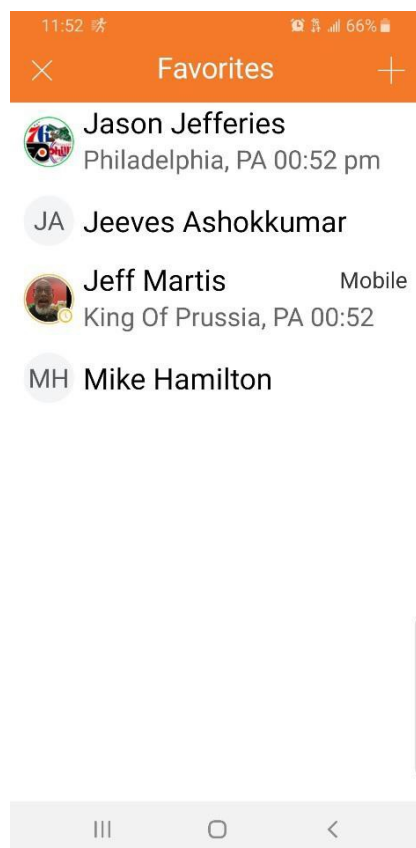 11:52 66%
Favorites
Jason Jefferies
Philadelphia, PA 00:52 pm
JA Jeeves Ashokkumar
Jeff Martis Mobile
King Of Prussia, PA 00:52
MH Mike Hamilton